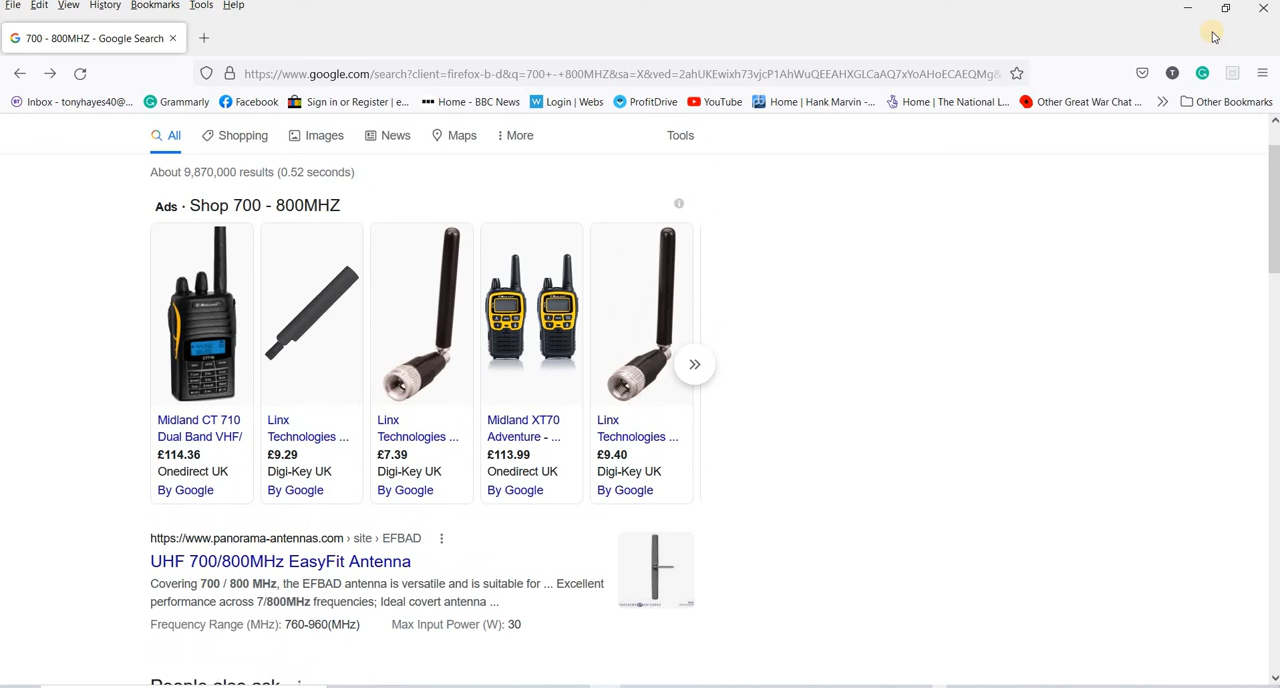 File Edit View History Bookmarks Tools Help
700 - 800MHZ - Google Search
https://www.google.com/search?client=firefox-b-d&q=700+-+800MHZ&sa=X&ved=2ahUKEwixh73vjcP1AhWuQEEAHXGLCaAQ7xYoAHoECAEQMg&
Inbox - tonyhayes40@... Grammarly Facebook Sign in or Register | e... Home - BBC News Login | Webs ProfitDrive YouTube Home | Hank Marvin -... Home | The National L... Other Great War Chat ... Other Bookmarks
All Shopping Images News Maps More Tools
About 9,870,000 results (0.52 seconds)
Ads · Shop 700 - 800MHZ
Midland CT 710
Dual Band VHF/
£114.36
Onedirect UK
By Google
Linx
Technologies ...
£9.29
Digi-Key UK
By Google
Linx
Technologies ...
£7.39
Digi-Key UK
By Google
Midland XT70
Adventure - ...
£113.99
Onedirect UK
By Google
Linx
Technologies ...
£9.40
Digi-Key UK
By Google
https://www.panorama-antennas.com › site › EFBAD
UHF 700/800MHz EasyFit Antenna
Covering 700 / 800 MHz, the EFBAD antenna is versatile and is suitable for ... Excellent
performance across 7/800MHz frequencies; Ideal covert antenna ...
Frequency Range (MHz): 760-960(MHz) Max Input Power (W): 30
People also ask